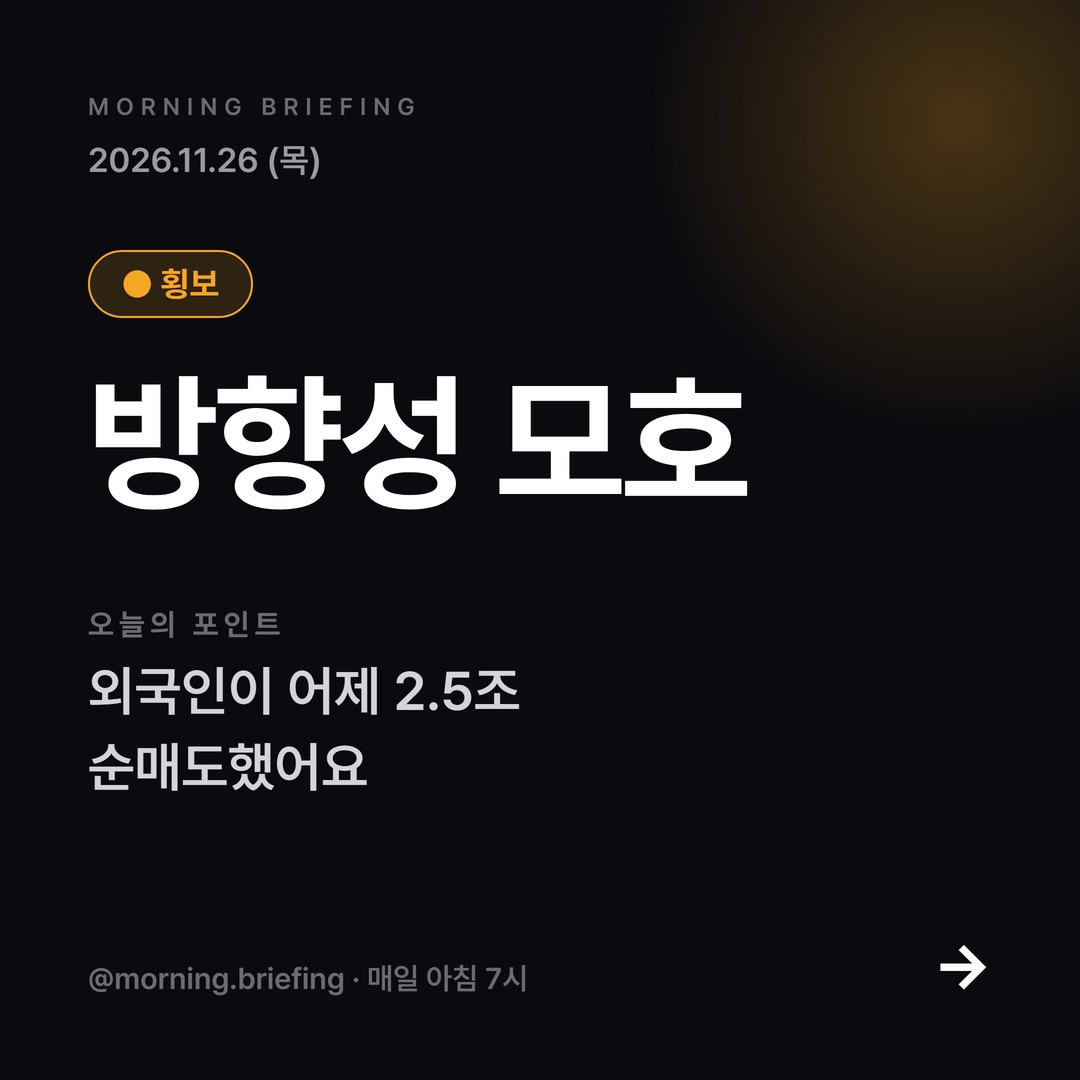 MORNING BRIEFING
2026.11.26 (목)
횡보
방향성 모호
오늘의 포인트
외국인이 어제 2.5조
순매도했어요
@morning.briefing · 매일 아침 7시